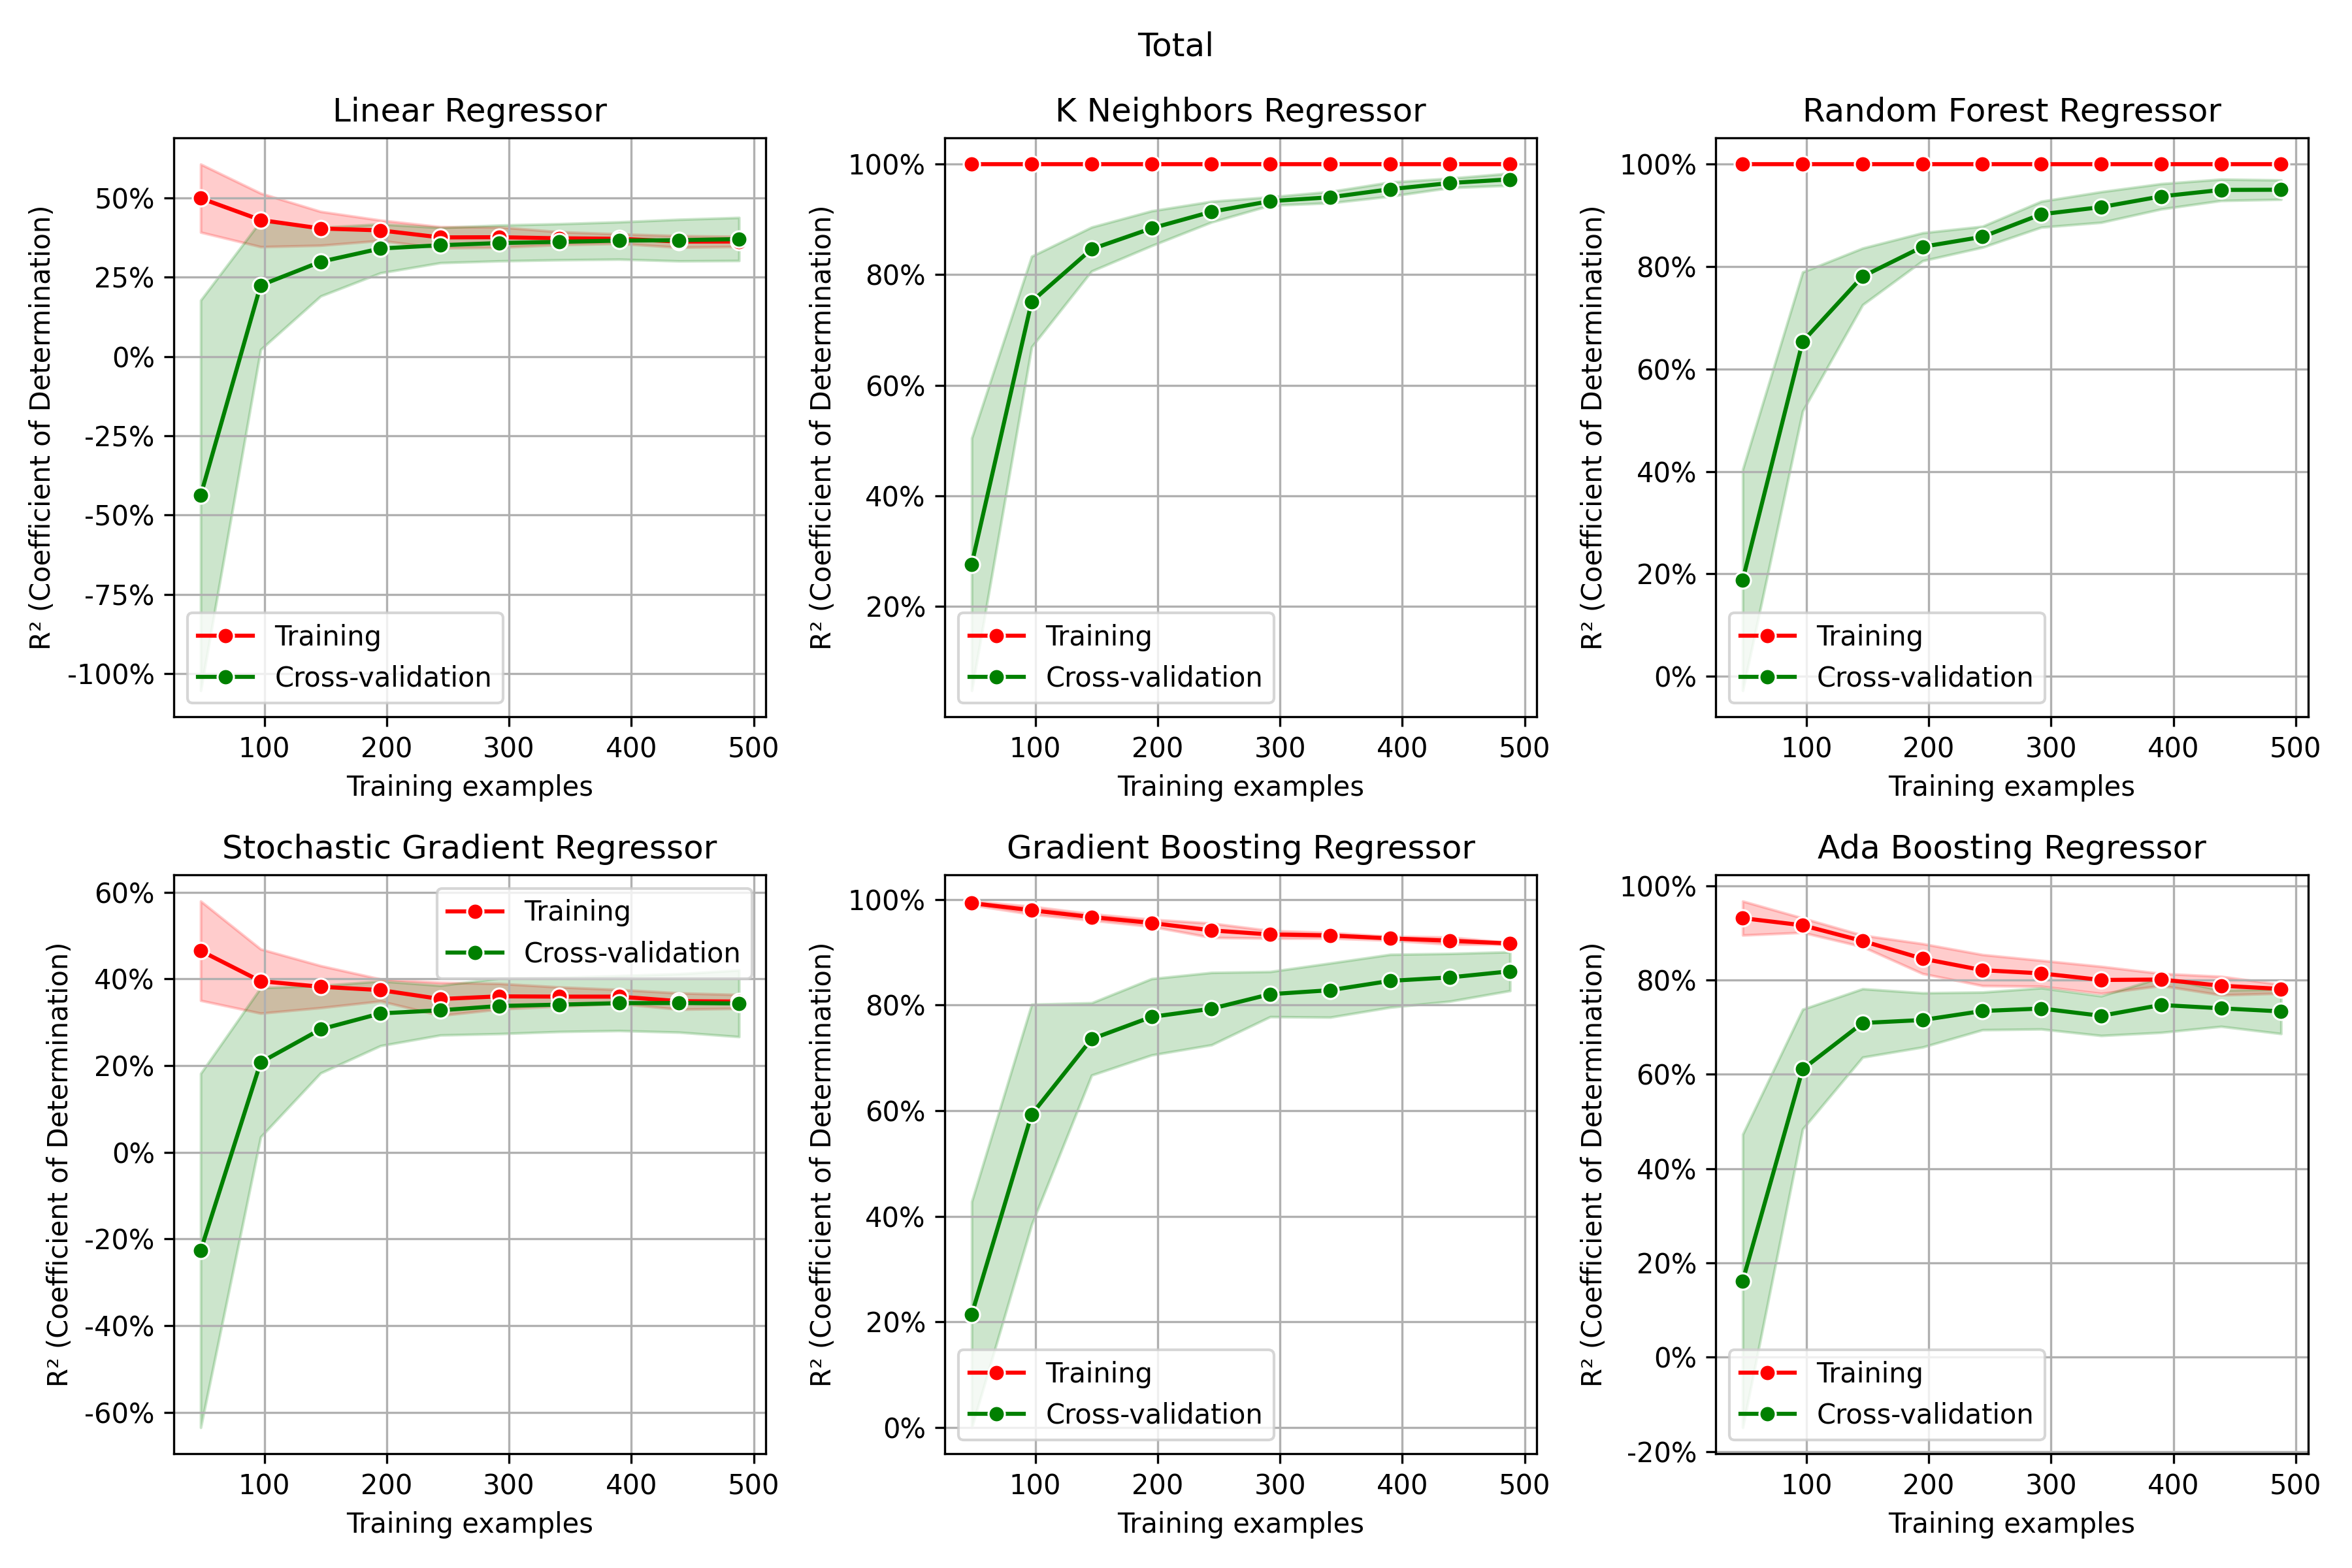 Total
Linear Regressor
R² (Coefficient of Determination)
50%
25%
0%
-25%
-50%
-75%
-100%
Training
Cross-validation
100 200 300 400 500
Training examples
K Neighbors Regressor
R² (Coefficient of Determination)
100%
80%
60%
40%
20%
Training
Cross-validation
100 200 300 400 500
Training examples
Random Forest Regressor
R² (Coefficient of Determination)
100%
80%
60%
40%
20%
0%
Training
Cross-validation
100 200 300 400 500
Training examples
Stochastic Gradient Regressor
R² (Coefficient of Determination)
60%
40%
20%
0%
-20%
-40%
-60%
Training
Cross-validation
100 200 300 400 500
Training examples
Gradient Boosting Regressor
R² (Coefficient of Determination)
100%
80%
60%
40%
20%
0%
Training
Cross-validation
100 200 300 400 500
Training examples
Ada Boosting Regressor
R² (Coefficient of Determination)
100%
80%
60%
40%
20%
0%
-20%
Training
Cross-validation
100 200 300 400 500
Training examples